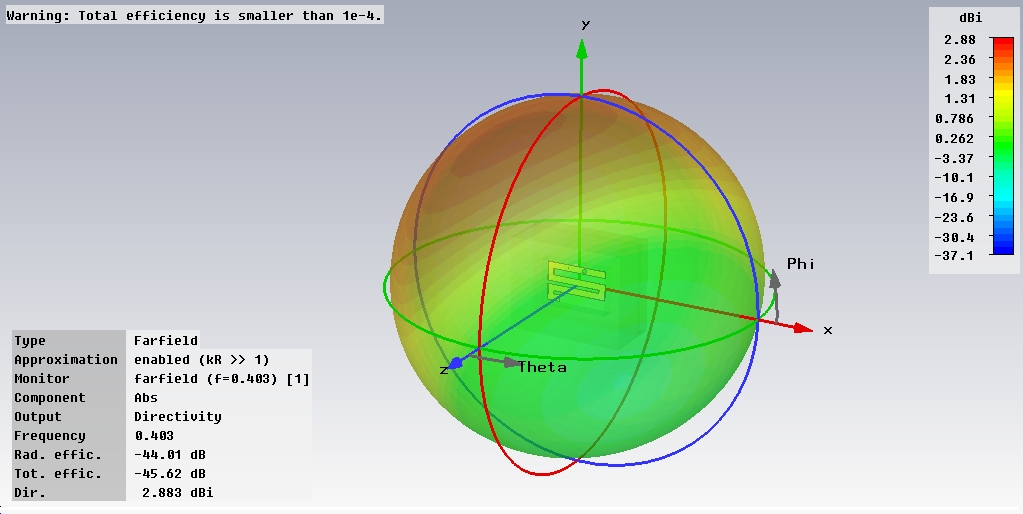 Warning: Total efficiency is smaller than 1e-4.
y
dBi
2.88
2.36
1.83
1.31
0.786
0.262
-3.37
-10.1
-16.9
-23.6
-30.4
-37.1
Phi
x
z
Theta
Type Farfield
Approximation enabled (kR >> 1)
Monitor farfield (f=0.403) [1]
Component Abs
Output Directivity
Frequency 0.403
Rad. effic. -44.01 dB
Tot. effic. -45.62 dB
Dir. 2.883 dBi